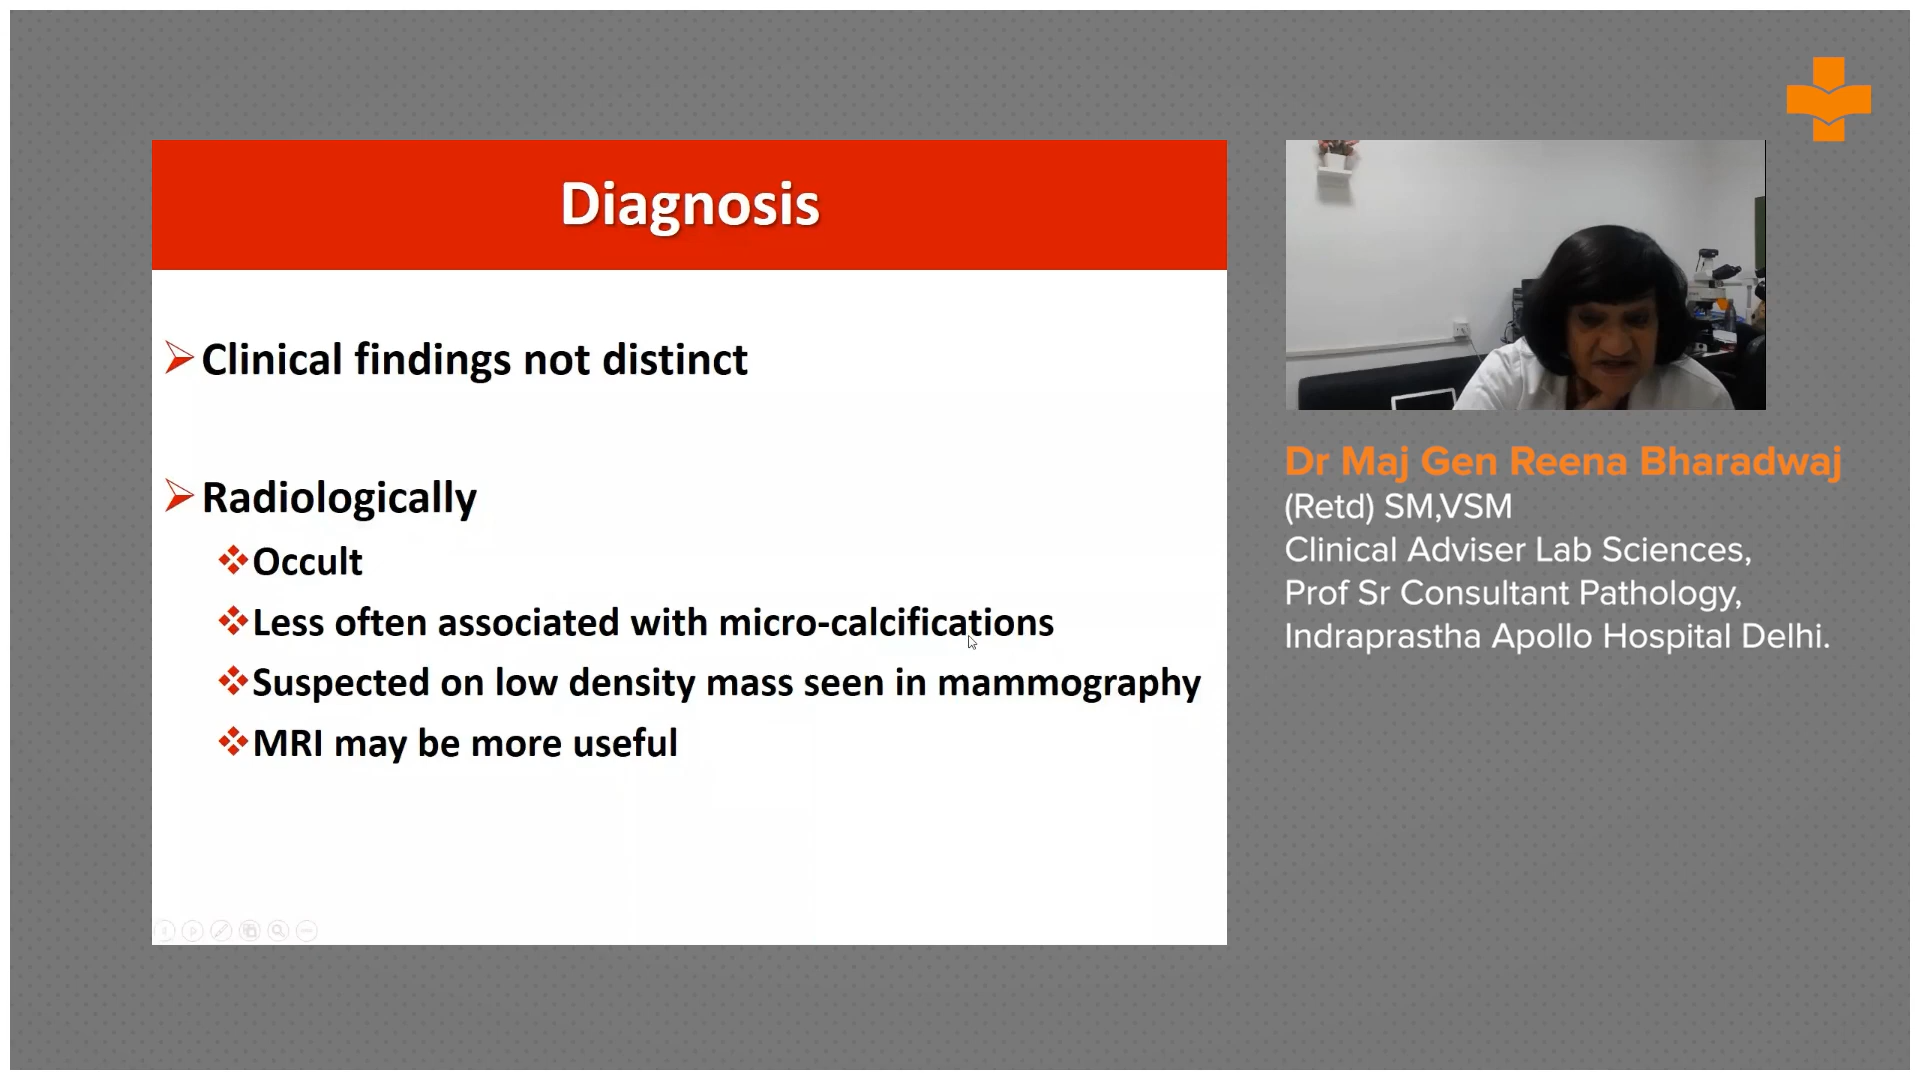 Diagnosis
Clinical findings not distinct
Radiologically
Occult
Less often associated with micro-calcifications
Suspected on low density mass seen in mammography
MRI may be more useful
Dr Maj Gen Reena Bharadwaj
(Retd) SM,VSM
Clinical Adviser Lab Sciences,
Prof Sr Consultant Pathology,
Indraprastha Apollo Hospital Delhi.